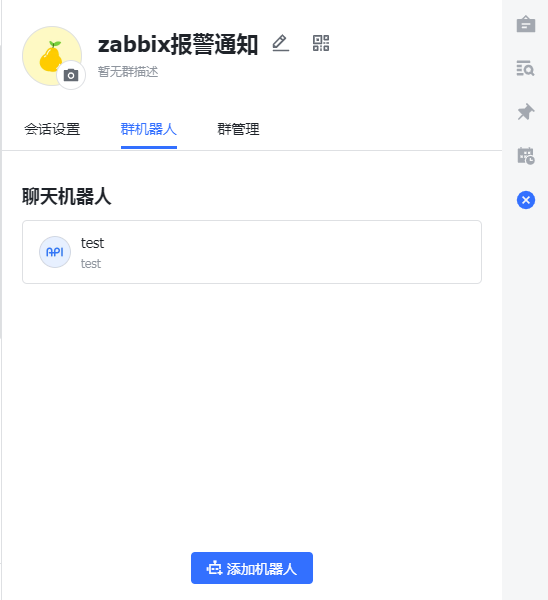 zabbix报警通知
暂无群描述
会话设置 群机器人 群管理
聊天机器人
API
test
test
添加机器人